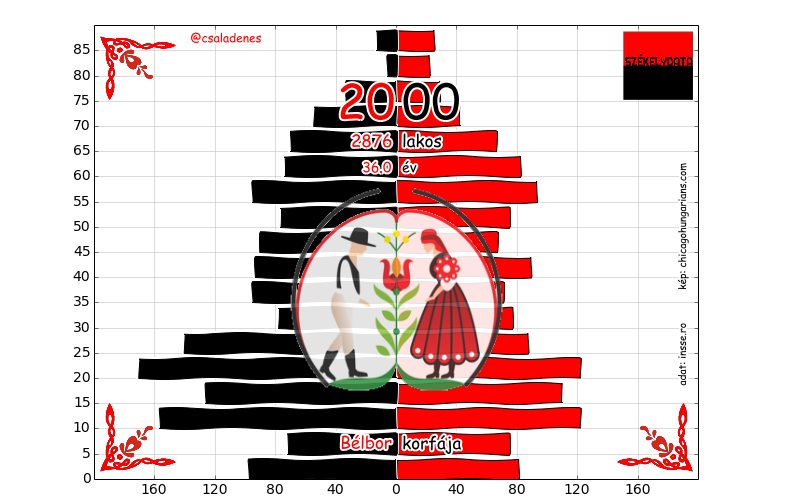 @csaladenes
SZÉKELYDATA
2000
2876 lakos
36.0 év
kép: chicagohungarians.com
adat: insse.ro
Bélbor korfája
85
80
75
70
65
60
55
50
45
40
35
30
25
20
15
10
5
0
160 120 80 40 0 40 80 120 160